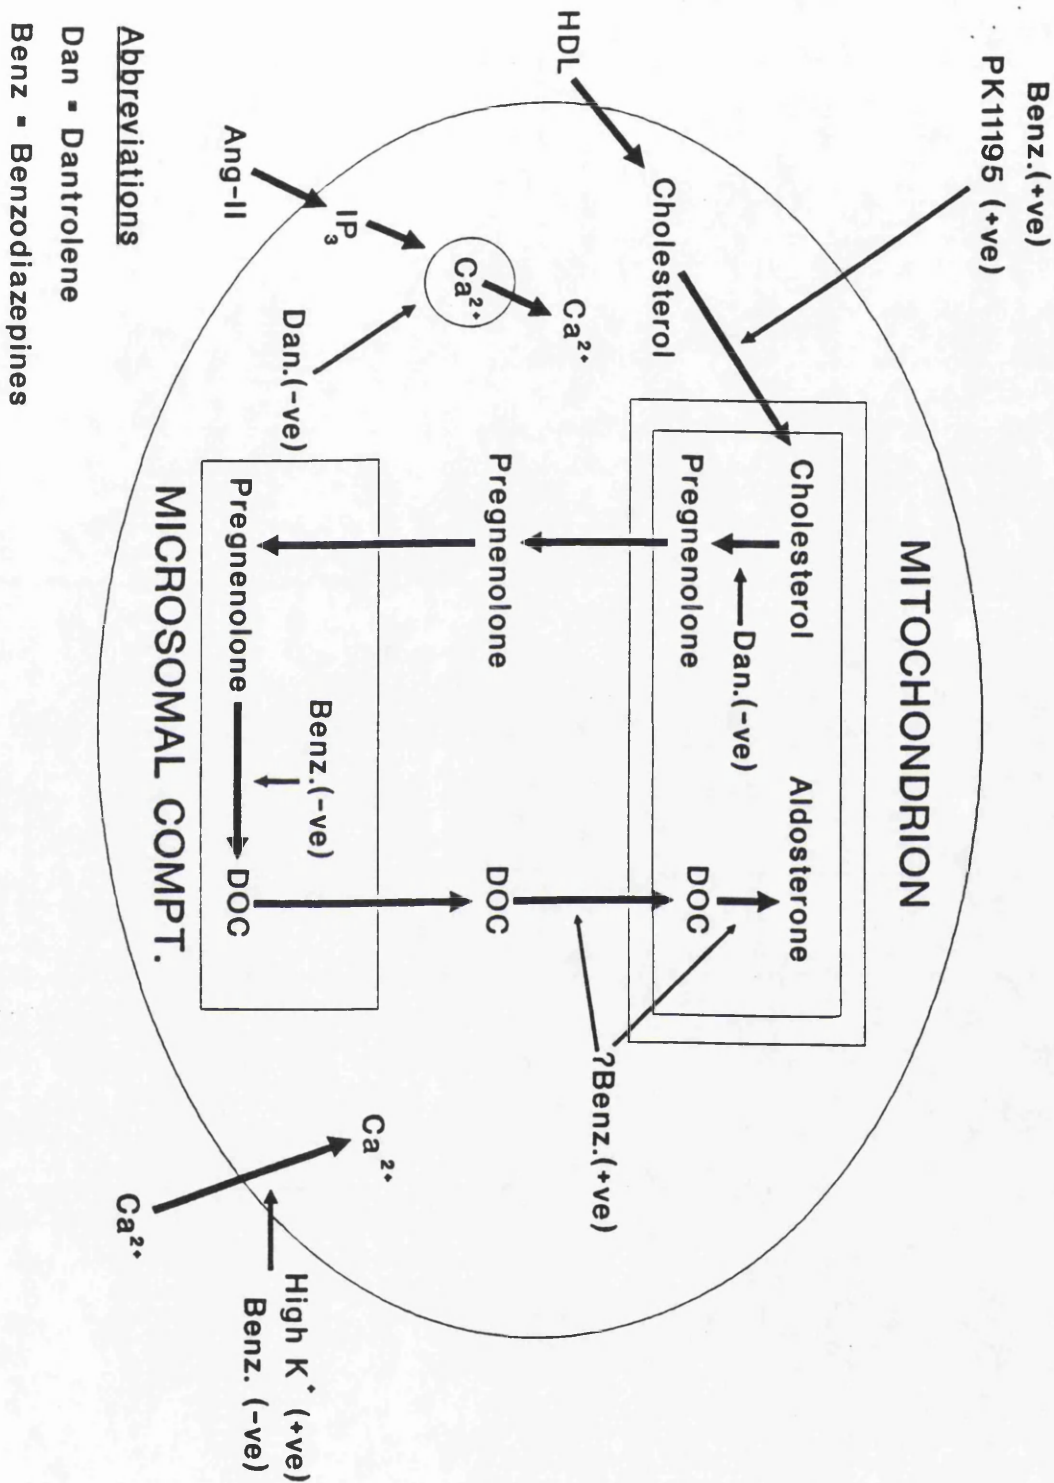 Benz.(+ve)
PK11195 (+ve)
HDL
MITOCHONDRION
Cholesterol
Cholesterol
Aldosterone
Dan.(-ve)
Pregnenolone
DOC
?Benz.(+ve)
Ca²⁺
Ca²⁺
IP₃
Ang-II
Dan.(-ve)
Pregnenolone
DOC
Benz.(-ve)
Pregnenolone
DOC
MICROSOMAL COMPT.
Ca²⁺
Ca²⁺
High K⁺ (+ve)
Benz. (-ve)
Abbreviations
Dan = Dantrolene
Benz = Benzodiazepines